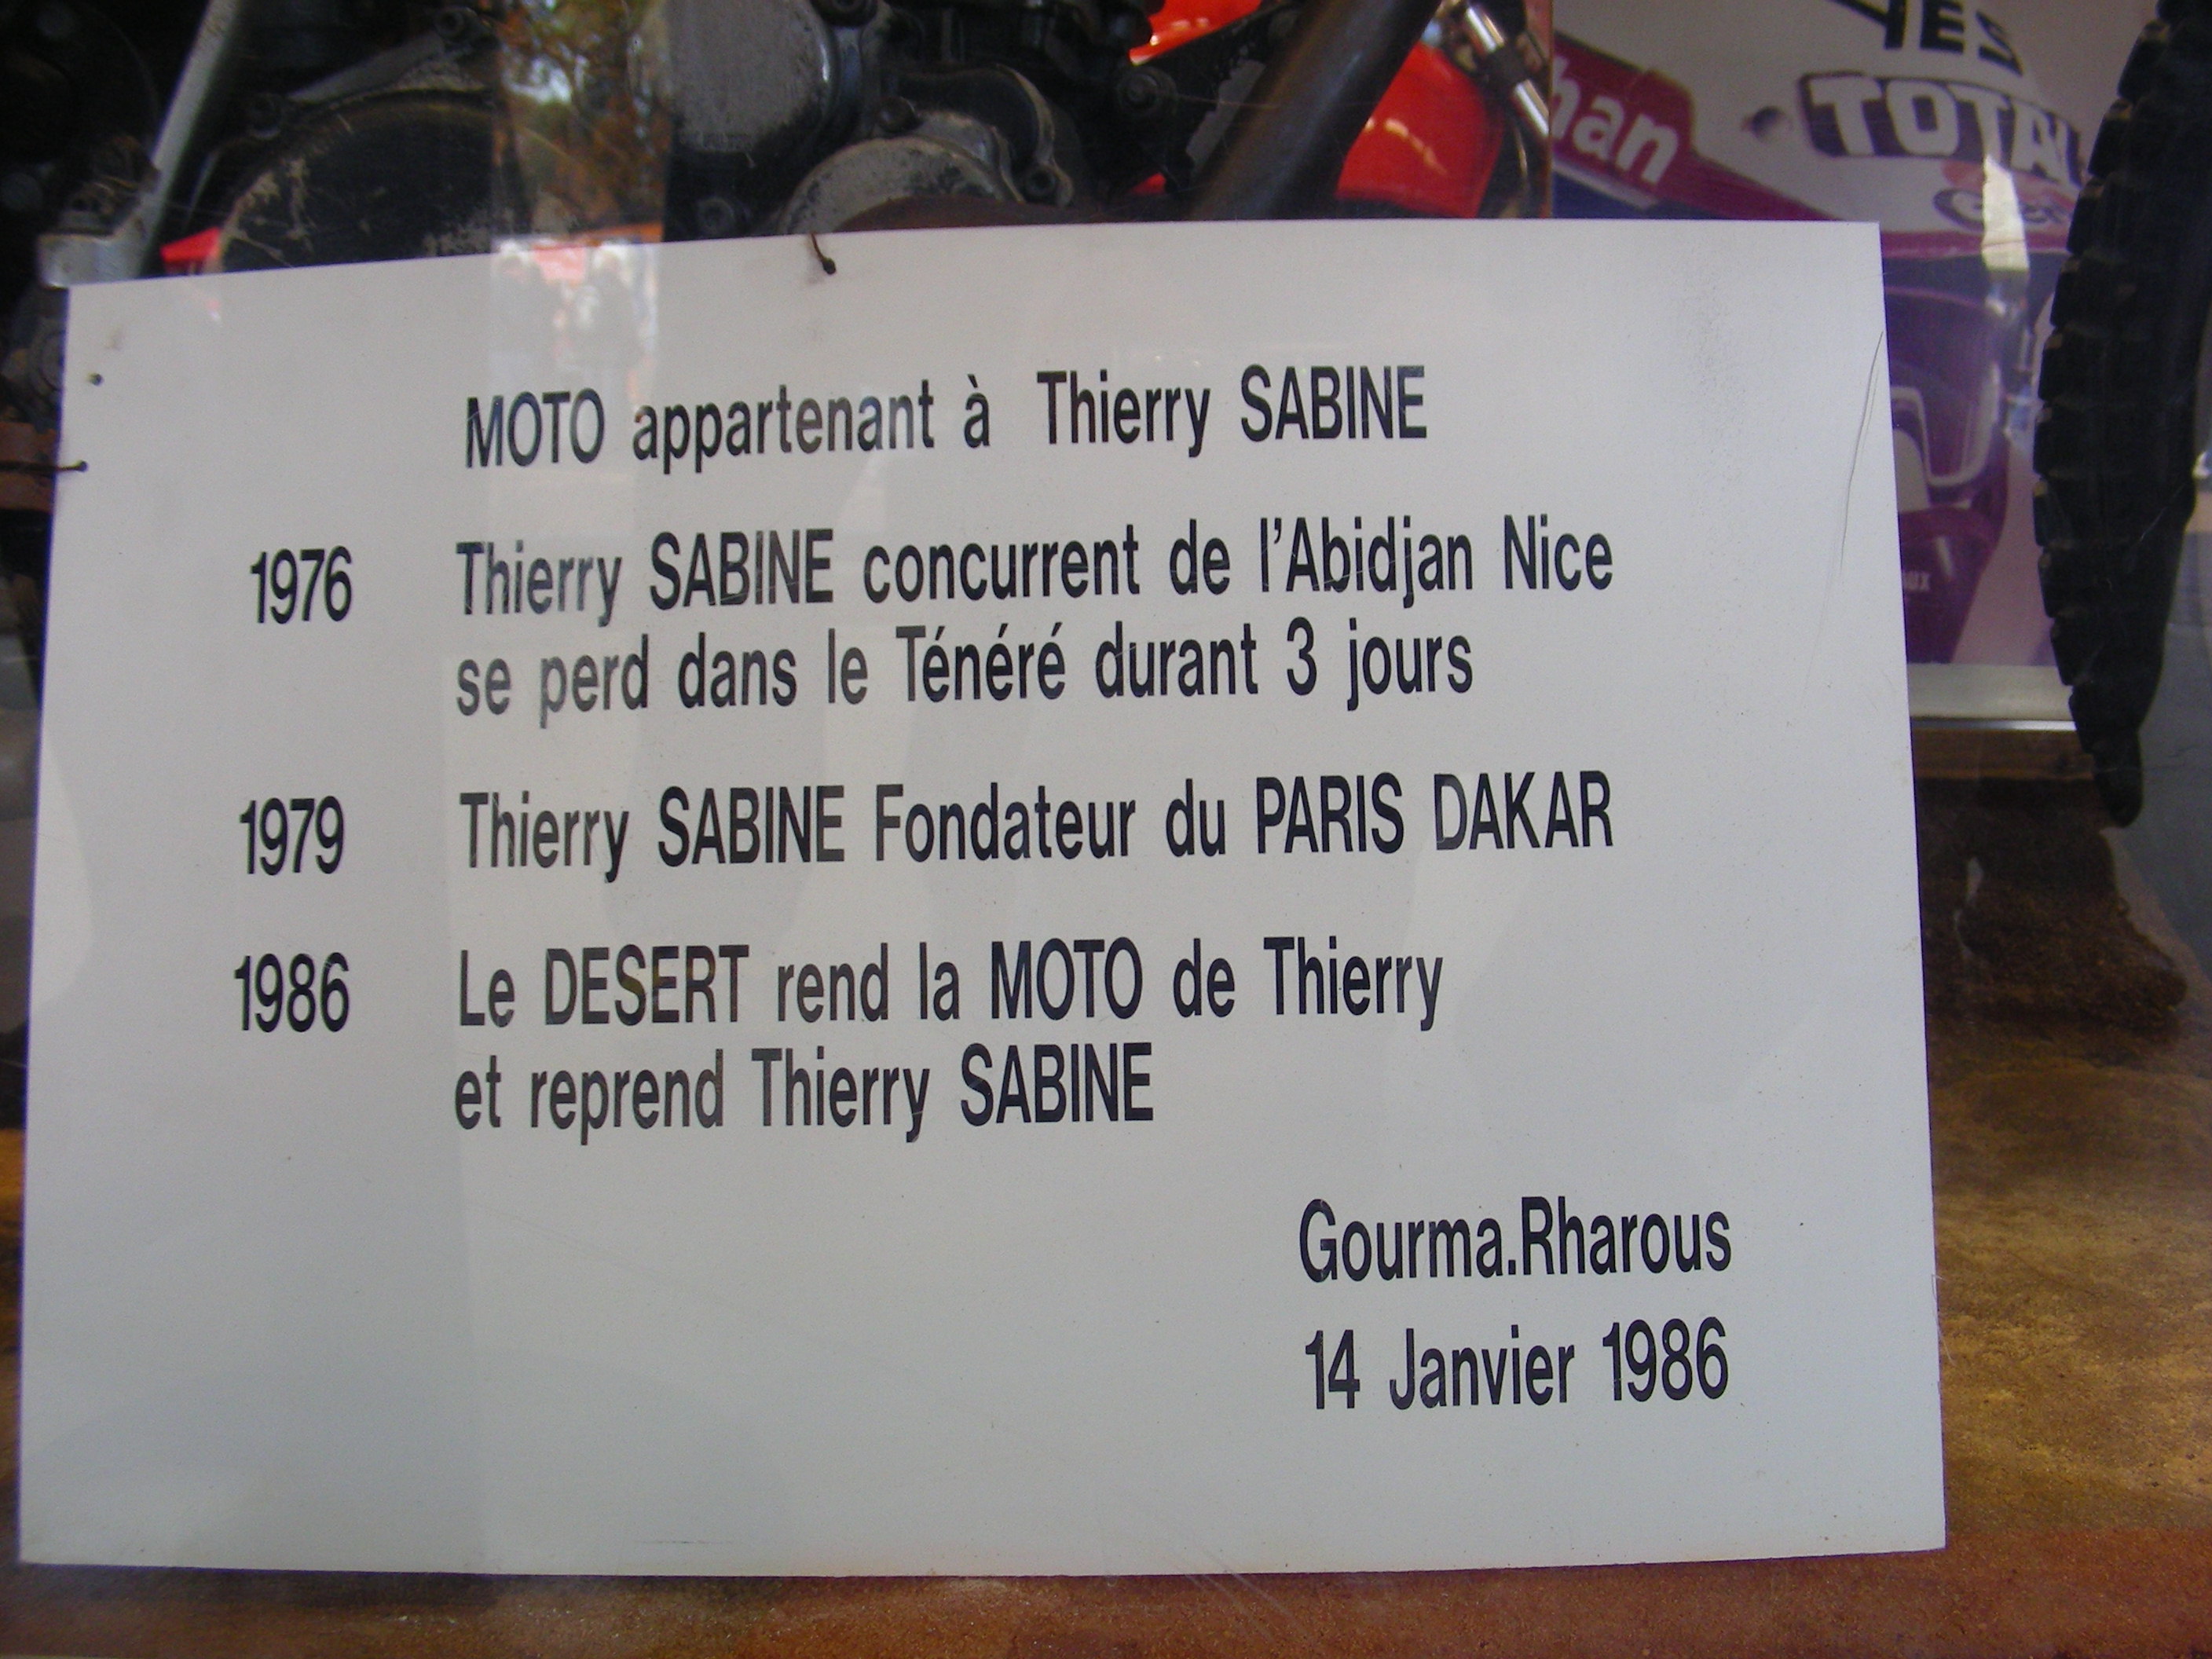 TOTAL
MOTO appartenant à Thierry SABINE
1976 Thierry SABINE concurrent de l'Abidjan Nice
se perd dans le Ténéré durant 3 jours
1979 Thierry SABINE Fondateur du PARIS DAKAR
1986 Le DESERT rend la MOTO de Thierry
et reprend Thierry SABINE
Gourma.Rharous
14 Janvier 1986